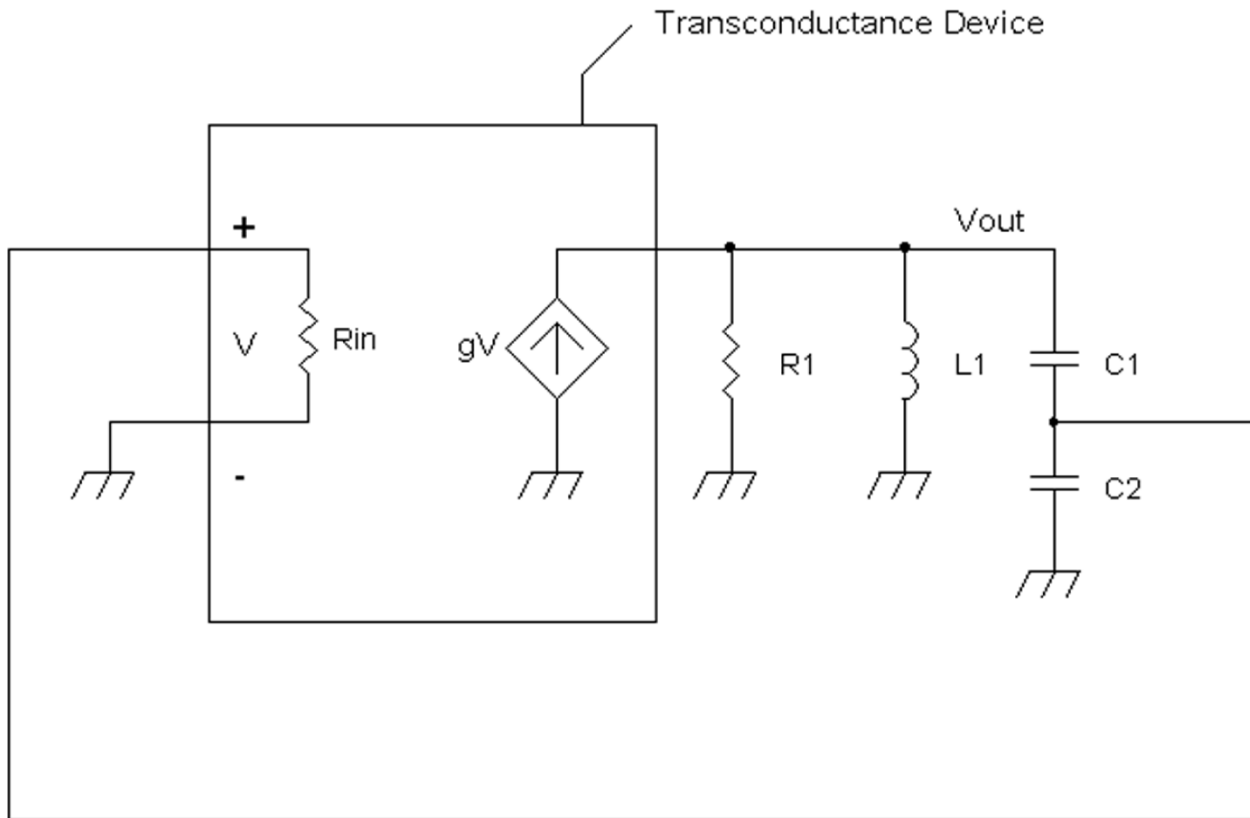 Transconductance Device
Vout
+
V
Rin
gV
R1
L1
C1
-
C2